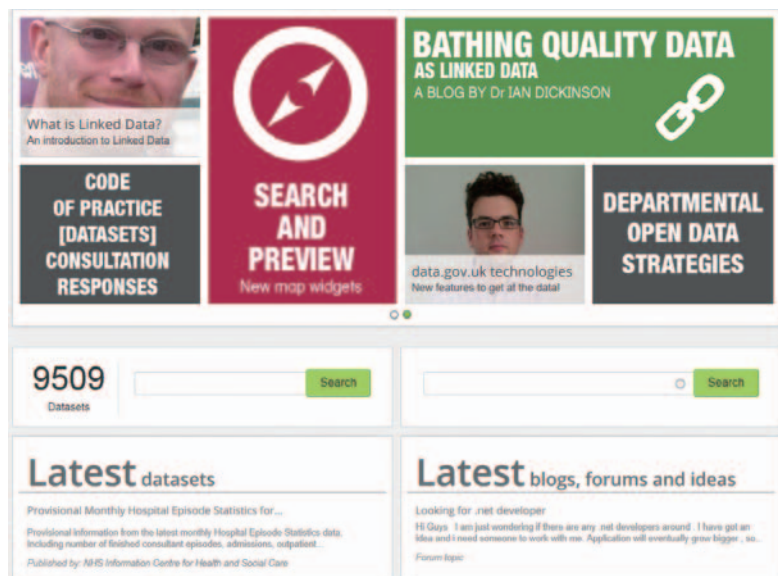 What is Linked Data?
An introduction to Linked Data
CODE
OF PRACTICE
[DATASETS]
CONSULTATION
RESPONSES
SEARCH
AND
PREVIEW
New map widgets
BATHING QUALITY DATA
AS LINKED DATA
A BLOG BY Dr IAN DICKINSON
data.gov.uk technologies
New features to get at the data!
DEPARTMENTAL
OPEN DATA
STRATEGIES
9509
Datasets
Search
Search
Latest datasets
Provisional Monthly Hospital Episode Statistics for...
Provisional information from the latest monthly Hospital Episode Statistics data,
including number of finished consultant episodes, admissions, outpatient...
Published by: NHS Information Centre for Health and Social Care
Latest blogs, forums and ideas
Looking for .net developer
Hi Guys I am just wondering if there are any .net developers around . I have got an
idea and i need someone to work with me. Application will eventually grow bigger , so...
Forum topic